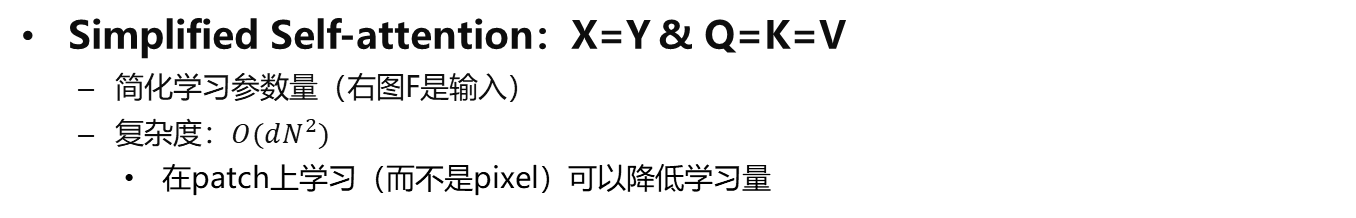 • Simplified Self-attention：X=Y & Q=K=V
– 简化学习参数量（右图F是输入）
– 复杂度：O(dN²)
• 在patch上学习（而不是pixel）可以降低学习量